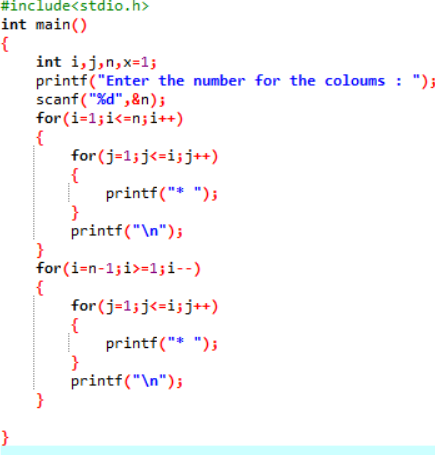 #include<stdio.h>
int main()
{
    int i,j,n,x=1;
    printf("Enter the number for the coloums : ");
    scanf("%d",&n);
    for(i=1;i<=n;i++)
    {
        for(j=1;j<=i;j++)
        {
            printf("* ");
        }
        printf("\n");
    }
    for(i=n-1;i>=1;i--)
    {
        for(j=1;j<=i;j++)
        {
            printf("* ");
        }
        printf("\n");
    }

}